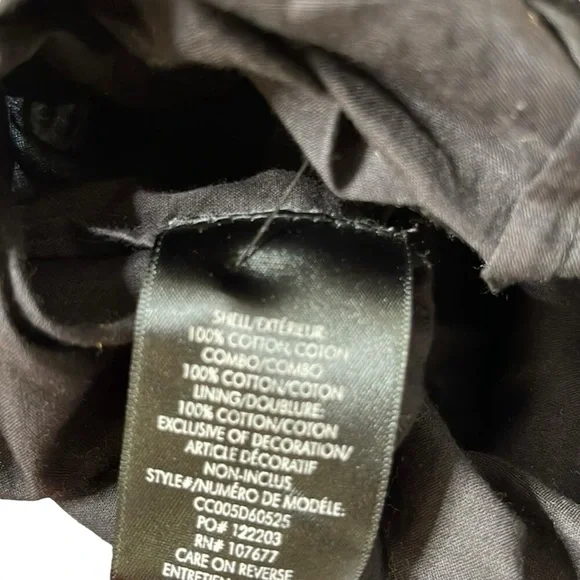 SHELL/EXTÉRIEUR:
100% COTTON, COTON
COMBO/COMBO
100% COTTON/COTON
LINING/DOUBLURE:
100% COTTON/COTON
EXCLUSIVE OF DECORATION/
ARTICLE DÉCORATIF
NON-INCLUS.
STYLE#/NUMÉRO DE MODÈLE:
CC005D60525
PO# 122203
RN# 107677
CARE ON REVERSE
ENTRETIEN